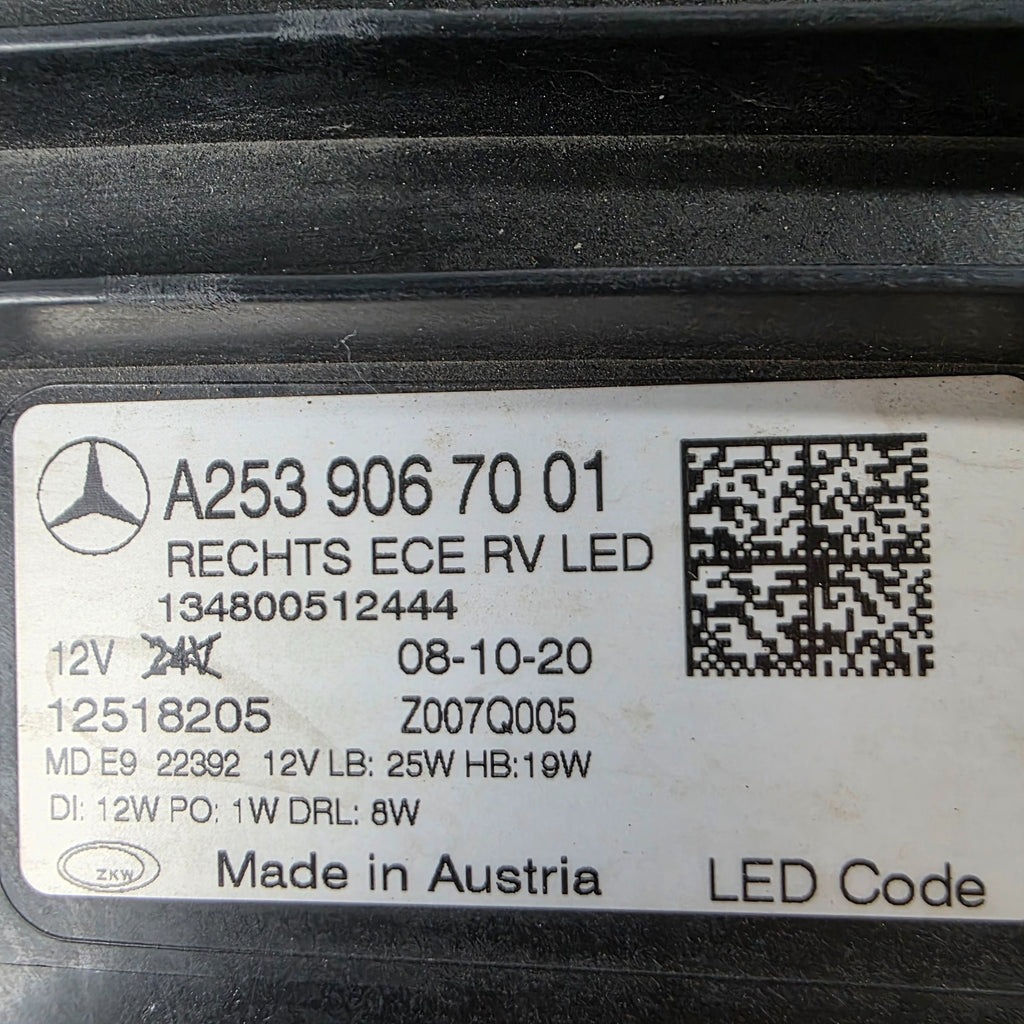 A253 906 70 01
RECHTS ECE RV LED
134800512444
12V 24V 08-10-20
12518205 Z007Q005
MD E9 22392 12V LB: 25W HB:19W
DI: 12W PO: 1W DRL: 8W
ZKW Made in Austria LED Code